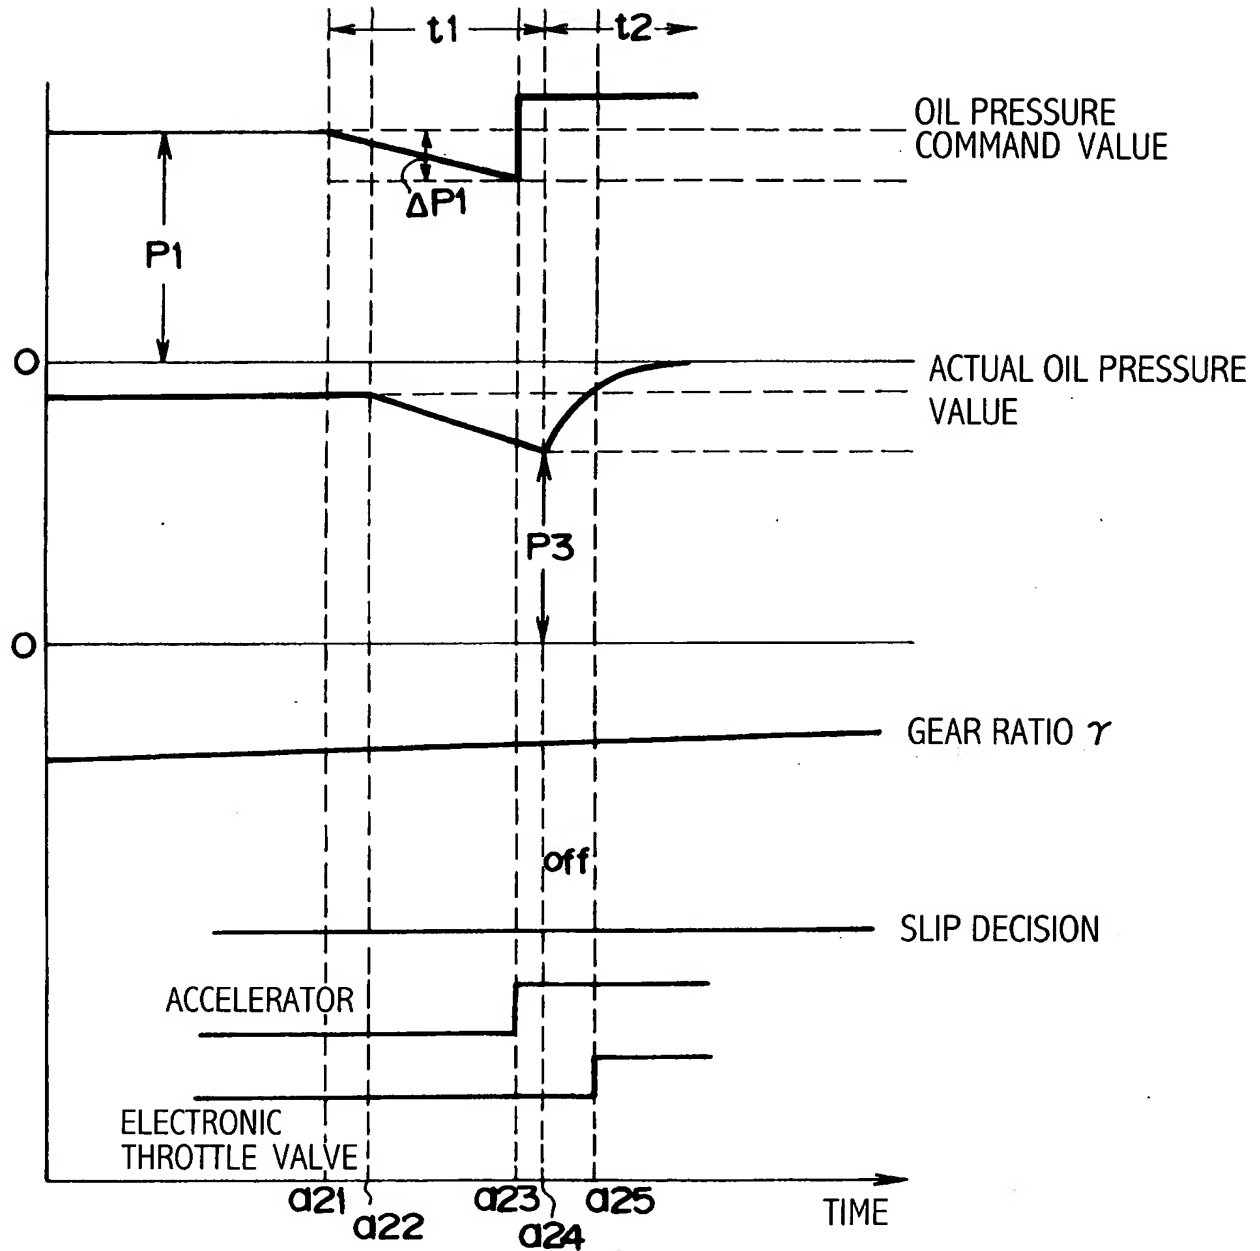 t1
t2
OIL PRESSURE
COMMAND VALUE
ΔP1
P1
O
ACTUAL OIL PRESSURE
VALUE
P3
O
GEAR RATIO γ
off
SLIP DECISION
ACCELERATOR
ELECTRONIC
THROTTLE VALVE
a21
a22
a23
a24
a25
TIME